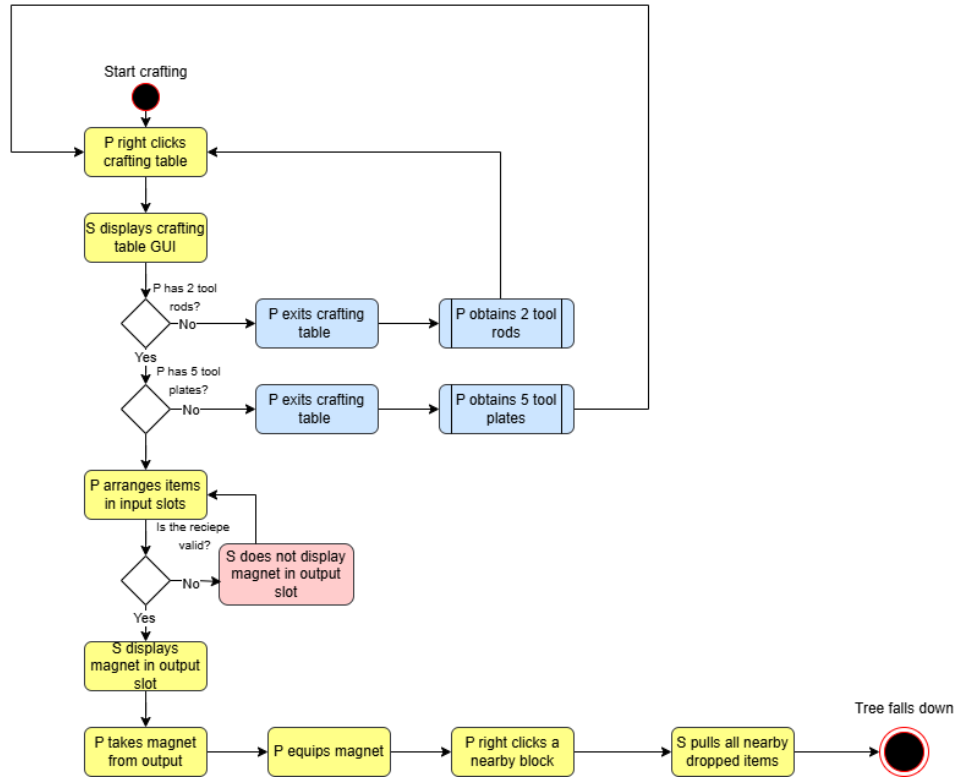 Start crafting
P right clicks
crafting table
S displays crafting
table GUI
P has 2 tool
rods?
No
P exits crafting
table
P obtains 2 tool
rods
Yes
P has 5 tool
plates?
No
P exits crafting
table
P obtains 5 tool
plates
P arranges items
in input slots
Is the reciepe
valid?
No
S does not display
magnet in output
slot
Yes
S displays
magnet in output
slot
P takes magnet
from output
P equips magnet
P right clicks a
nearby block
S pulls all nearby
dropped items
Tree falls down